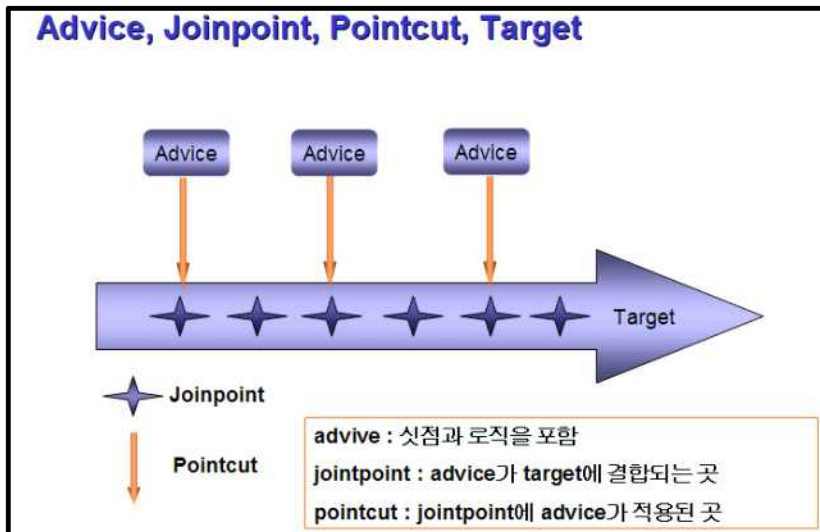 Advice, Joinpoint, Pointcut, Target
Advice
Advice
Advice
Target
Joinpoint
Pointcut
advive : 싯점과 로직을 포함
jointpoint : advice가 target에 결합되는 곳
pointcut : jointpoint에 advice가 적용된 곳